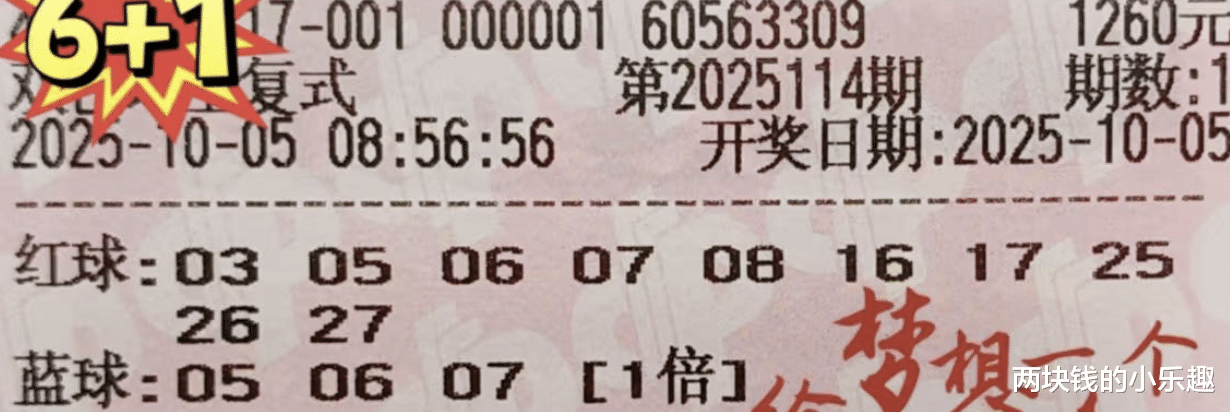 6+1
17-001 000001 60563309 1260元
复式 第2025114期 期数:1
2025-10-05 08:56:56 开奖日期:2025-10-05
红球:03 05 06 07 08 16 17 25
26 27
蓝球:05 06 07 [1倍]
梦想一个
两块钱的小乐趣